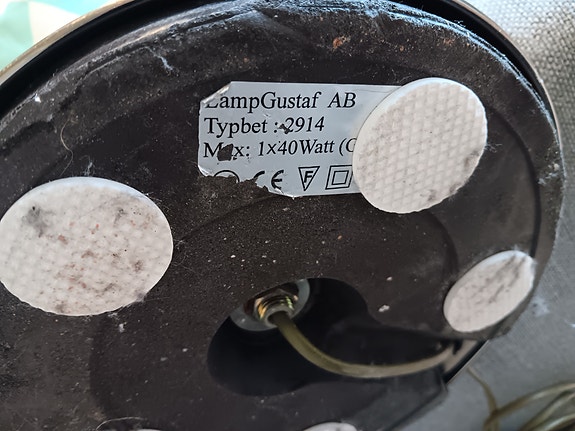 LampGustaf AB
Typbet : 2914
Max: 1x40Watt (
CE F